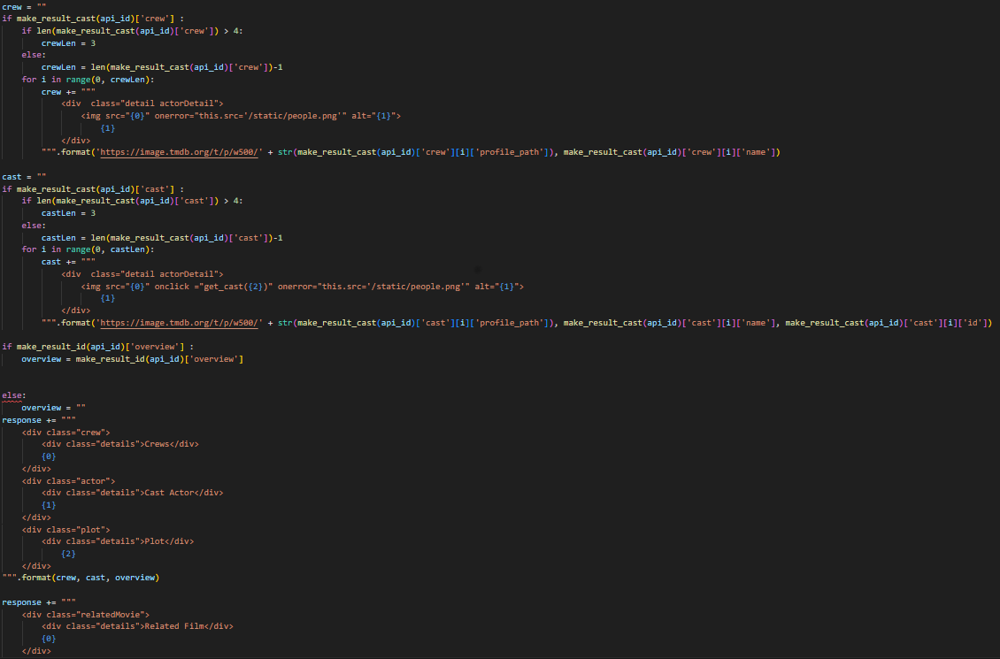 crew = ""
if make_result_cast(api_id)['crew'] :
    if len(make_result_cast(api_id)['crew']) > 4:
        crewLen = 3
    else:
        crewLen = len(make_result_cast(api_id)['crew'])-1
    for i in range(0, crewLen):
        crew += """
            <div  class="detail actorDetail">
                <img src="{0}" onerror="this.src='/static/people.png'" alt="{1}">
                    {1}
            </div>
        """.format('https://image.tmdb.org/t/p/w500/' + str(make_result_cast(api_id)['crew'][i]['profile_path']), make_result_cast(api_id)['crew'][i]['name'])
cast = ""
if make_result_cast(api_id)['cast'] :
    if len(make_result_cast(api_id)['cast']) > 4:
        castLen = 3
    else:
        castLen = len(make_result_cast(api_id)['cast'])-1
    for i in range(0, castLen):
        cast += """
            <div  class="detail actorDetail">
                <img src="{0}" onclick ="get_cast({2})" onerror="this.src='/static/people.png'" alt="{1}">
                    {1}
            </div>
        """.format('https://image.tmdb.org/t/p/w500/' + str(make_result_cast(api_id)['cast'][i]['profile_path']), make_result_cast(api_id)['cast'][i]['name'], make_result_cast(api_id)['cast'][i]['id'])
if make_result_id(api_id)['overview'] :
    overview = make_result_id(api_id)['overview']
else:
    overview = ""
response += """
    <div class="crew">
        <div class="details">Crews</div>
        {0}
    </div>
    <div class="actor">
        <div class="details">Cast Actor</div>
        {1}
    </div>
    <div class="plot">
        <div class="details">Plot</div>
            {2}
    </div>
""".format(crew, cast, overview)
response += """
    <div class="relatedMovie">
        <div class="details">Related Film</div>
        {0}
    </div>